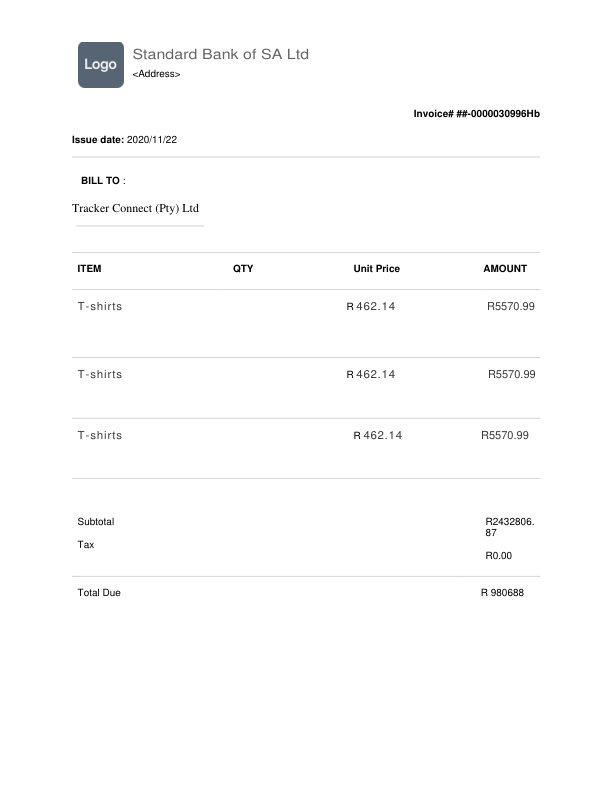 Logo
Standard Bank of SA Ltd
<Address>
Invoice# ##-0000030996Hb
Issue date: 2020/11/22
BILL TO :
Tracker Connect (Pty) Ltd
ITEM QTY Unit Price AMOUNT
T-shirts R 462.14 R5570.99
T-shirts R 462.14 R5570.99
T-shirts R 462.14 R5570.99
Subtotal R2432806.
87
Tax
R0.00
Total Due R 980688